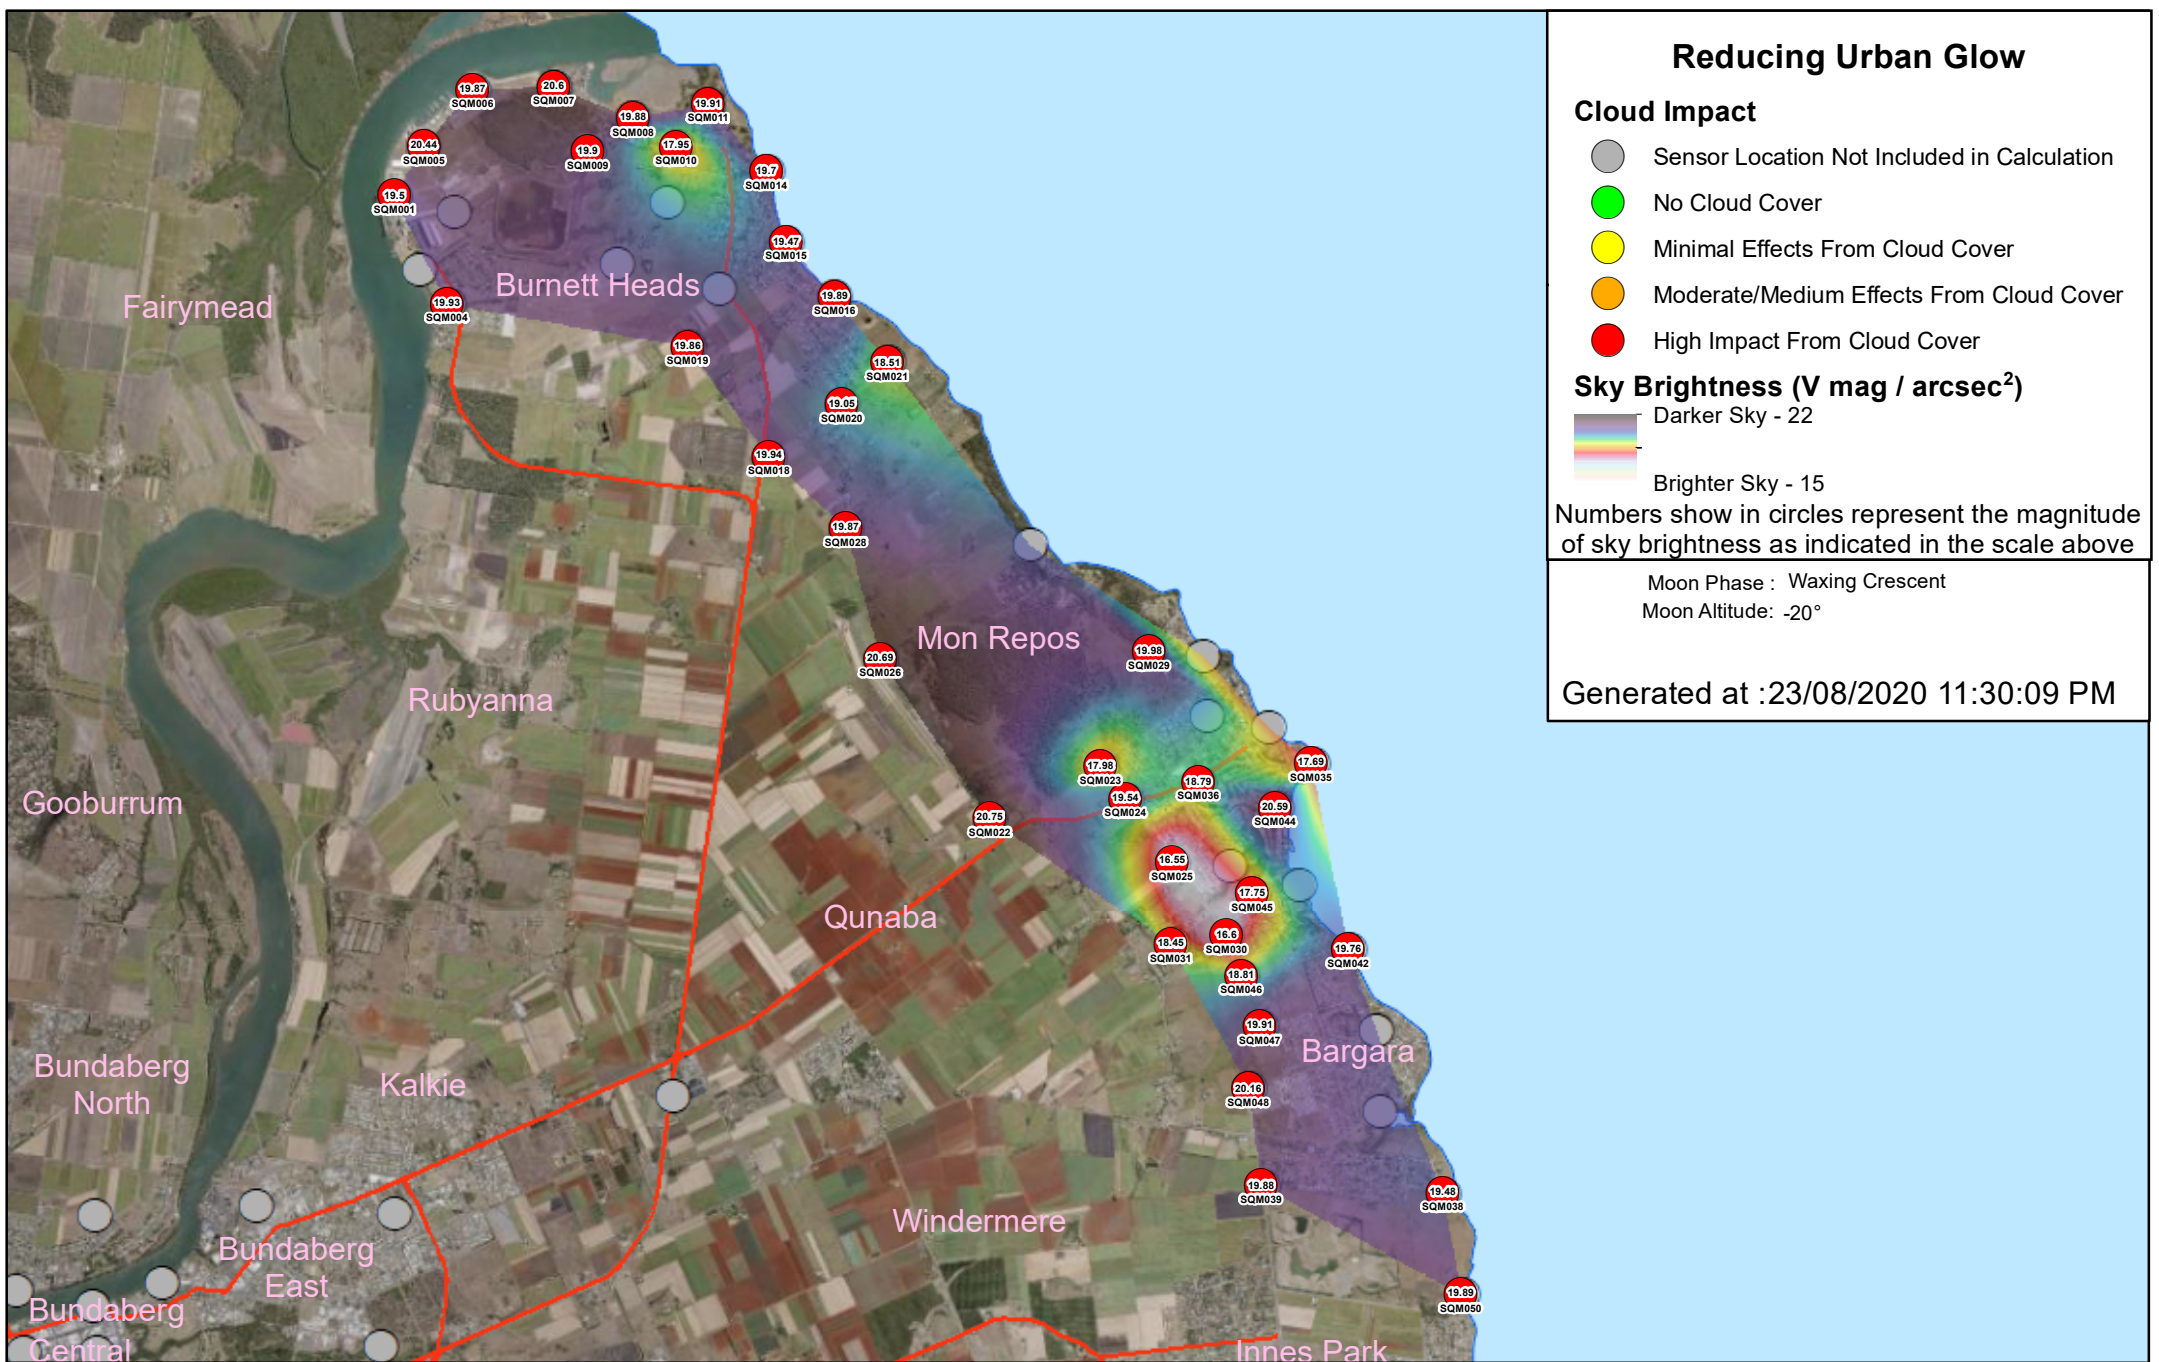 Reducing Urban Glow
Cloud Impact
Sensor Location Not Included in Calculation
No Cloud Cover
Minimal Effects From Cloud Cover
Moderate/Medium Effects From Cloud Cover
High Impact From Cloud Cover
Sky Brightness (V mag / arcsec²)
Darker Sky - 22
Brighter Sky - 15
Numbers show in circles represent the magnitude
of sky brightness as indicated in the scale above
Moon Phase : Waxing Crescent
Moon Altitude: -20°
Generated at :23/08/2020 11:30:09 PM
19.87
SQM006
20.6
SQM007
19.88
SQM008
19.91
SQM011
20.44
SQM005
19.9
SQM009
17.95
SQM010
19.7
SQM014
19.5
SQM001
19.47
SQM015
Burnett Heads
Fairymead
19.93
SQM004
19.89
SQM016
19.86
SQM019
18.51
SQM021
19.05
SQM020
19.94
SQM018
19.87
SQM028
Mon Repos
19.98
SQM029
20.69
SQM026
Rubyanna
17.98
SQM023
17.69
SQM035
18.79
SQM036
19.54
SQM024
20.59
SQM044
20.75
SQM022
Gooburrum
16.55
SQM025
17.75
SQM045
Qunaba
16.6
SQM030
18.45
SQM031
19.76
SQM042
18.81
SQM046
19.91
SQM047
Bargara
Bundaberg
North
Kalkie
20.16
SQM048
19.88
SQM039
19.48
SQM038
Windermere
Bundaberg
East
19.89
SQM050
Bundaberg
Central
Innes Park